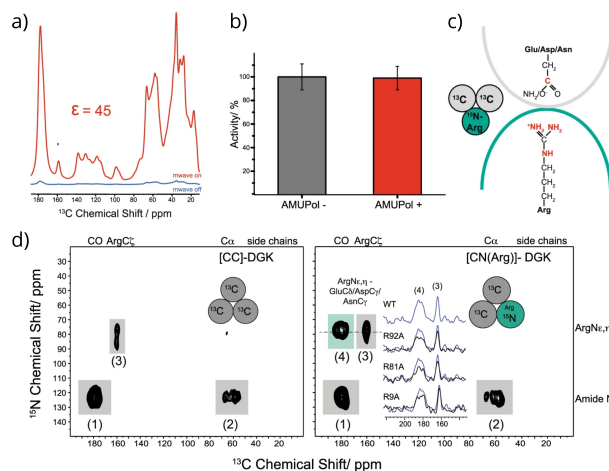 a)
ε = 45
mwave on
mwave off
180 160 140 120 100 80 60 40 20
13C Chemical Shift / ppm
b)
Activity/ %
100
80
60
40
20
AMUPol -
AMUPol +
c)
Glu/Asp/Asn
CH2
C
NH2/O-
O
13C
13C
15N-
Arg
+NH2
NH2
C
NH
CH2
CH2
CH2
Arg
d)
CO ArgCζ
Cα side chains
[CC]-DGK
13C
13C
13C
15N Chemical Shift/ ppm
20
30
40
50
60
70
80
90
100
110
120
130
140
(3)
(1)
(2)
180 160 140 120 100 80 60 40 20 0
CO ArgCζ
Cα side chains
[CN(Arg)]- DGK
ArgNε,η -
GluCδ/AspCγ/
AsnCγ
(4)
(3)
WT
R92A
R81A
R9A
220
180
160
13C
13C
Arg
15N
(4)
(3)
(1)
(2)
ArgNε,η
Amide N
180 160 140 120 100 80 60 40 20 0
13C Chemical Shift / ppm